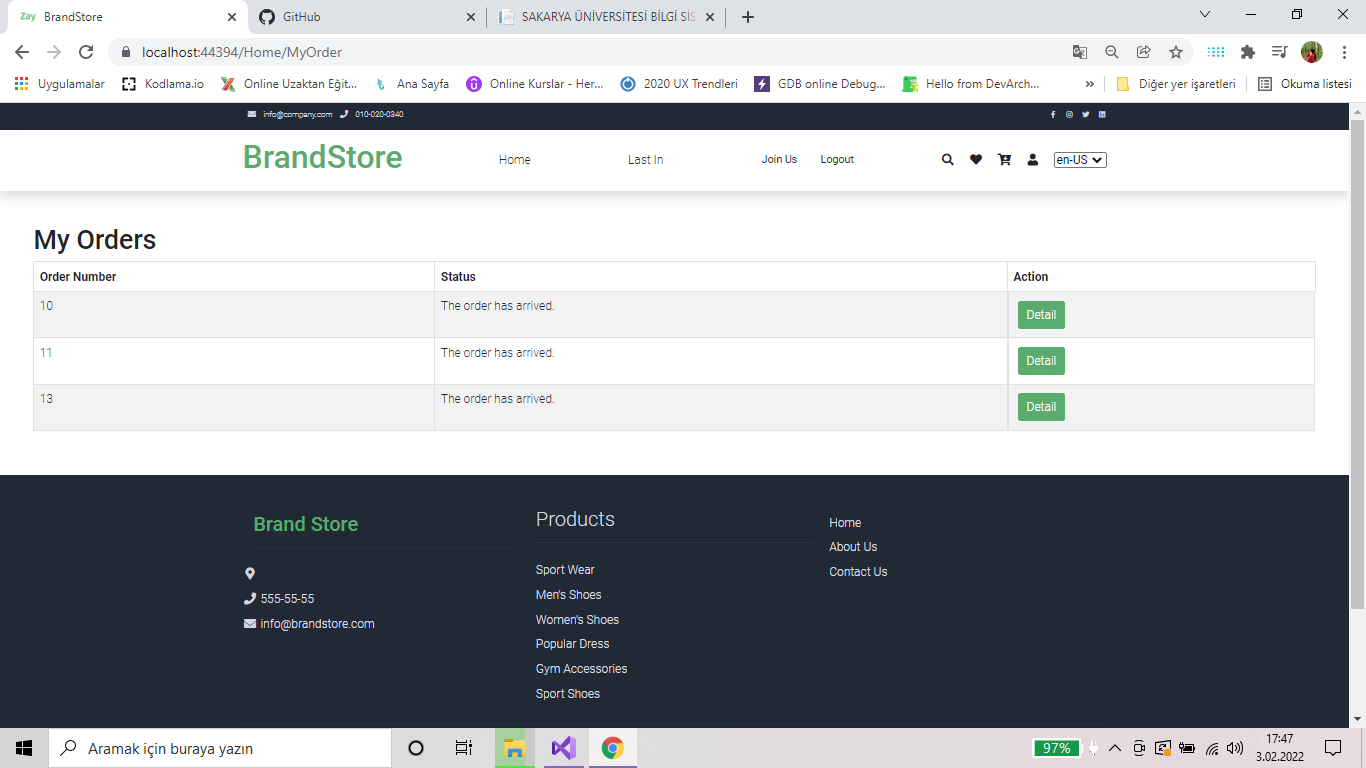 Zay BrandStore
GitHub
SAKARYA ÜNİVERSİTESİ BİLGİ SİS
localhost:44394/Home/MyOrder
Uygulamalar
Kodlama.io
Online Uzaktan Eğit...
Ana Sayfa
Online Kurslar - Her...
2020 UX Trendleri
GDB online Debug...
Hello from DevArch...
»
Diğer yer işaretleri
Okuma listesi
info@company.com 010-020-0340
BrandStore
Home
Last In
Join Us
Logout
en-US
My Orders
Order Number Status Action
10 The order has arrived. Detail
11 The order has arrived. Detail
13 The order has arrived. Detail
Brand Store
555-55-55
info@brandstore.com
Products
Sport Wear
Men's Shoes
Women's Shoes
Popular Dress
Gym Accessories
Sport Shoes
Home
About Us
Contact Us
Aramak için buraya yazın
97%
17:47
3.02.2022